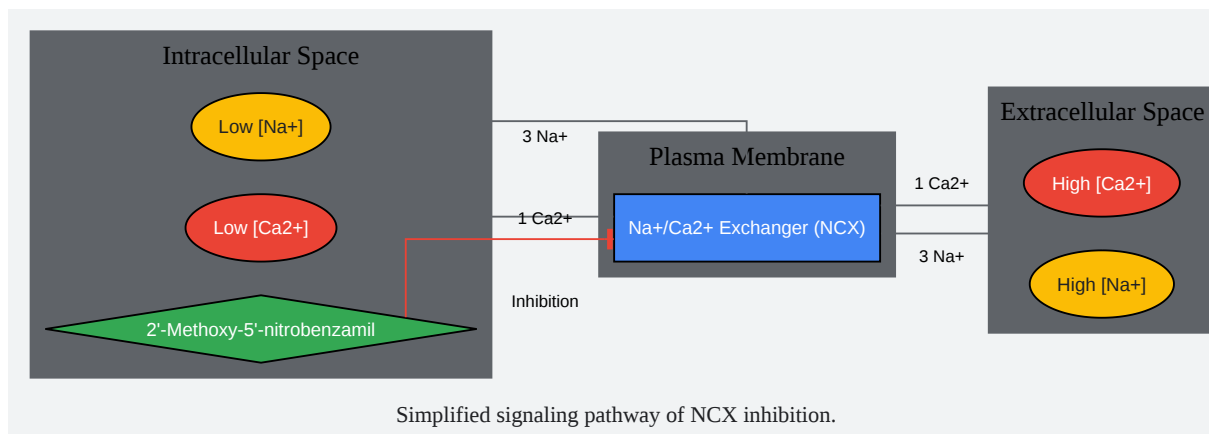 Intracellular Space
Low [Na+]
Low [Ca2+]
2'-Methoxy-5'-nitrobenzamil
3 Na+
1 Ca2+
Inhibition
Plasma Membrane
Na+/Ca2+ Exchanger (NCX)
1 Ca2+
3 Na+
Extracellular Space
High [Ca2+]
High [Na+]
Simplified signaling pathway of NCX inhibition.